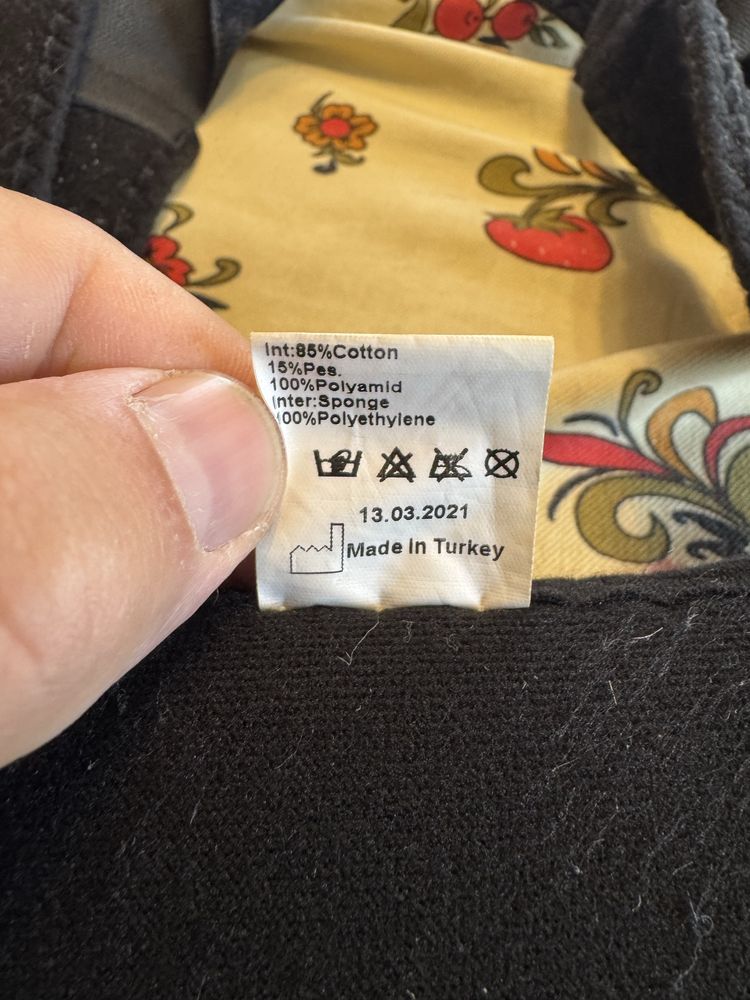 Int:85%Cotton
15%Pes.
100%Polyamid
Inter:Sponge
100%Polyethylene
13.03.2021
Made In Turkey